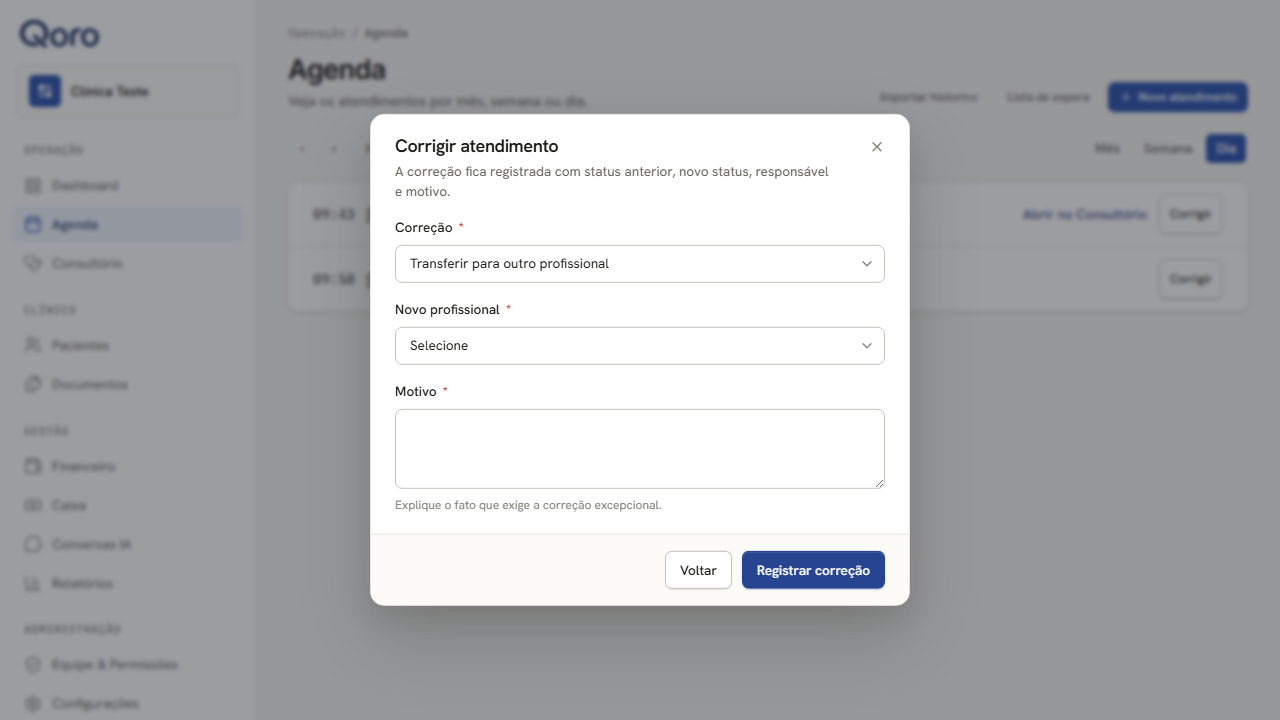 Qoro
Clínica Teste
OPERAÇÃO
Dashboard
Agenda
Consultório
CLÍNICO
Pacientes
Documentos
GESTÃO
Financeiro
Caixa
Conversas IA
Relatórios
ADMINISTRAÇÃO
Equipe & Permissões
Configurações
Operação / Agenda
Agenda
Veja os atendimentos por mês, semana ou dia.
Importar histórico
Lista de espera
+ Novo atendimento
Mês
Semana
Dia
09:43
Abrir no Consultório
Corrigir
09:58
Corrigir
Corrigir atendimento
A correção fica registrada com status anterior, novo status, responsável
e motivo.
Correção *
Transferir para outro profissional
Novo profissional *
Selecione
Motivo *
Explique o fato que exige a correção excepcional.
Voltar
Registrar correção